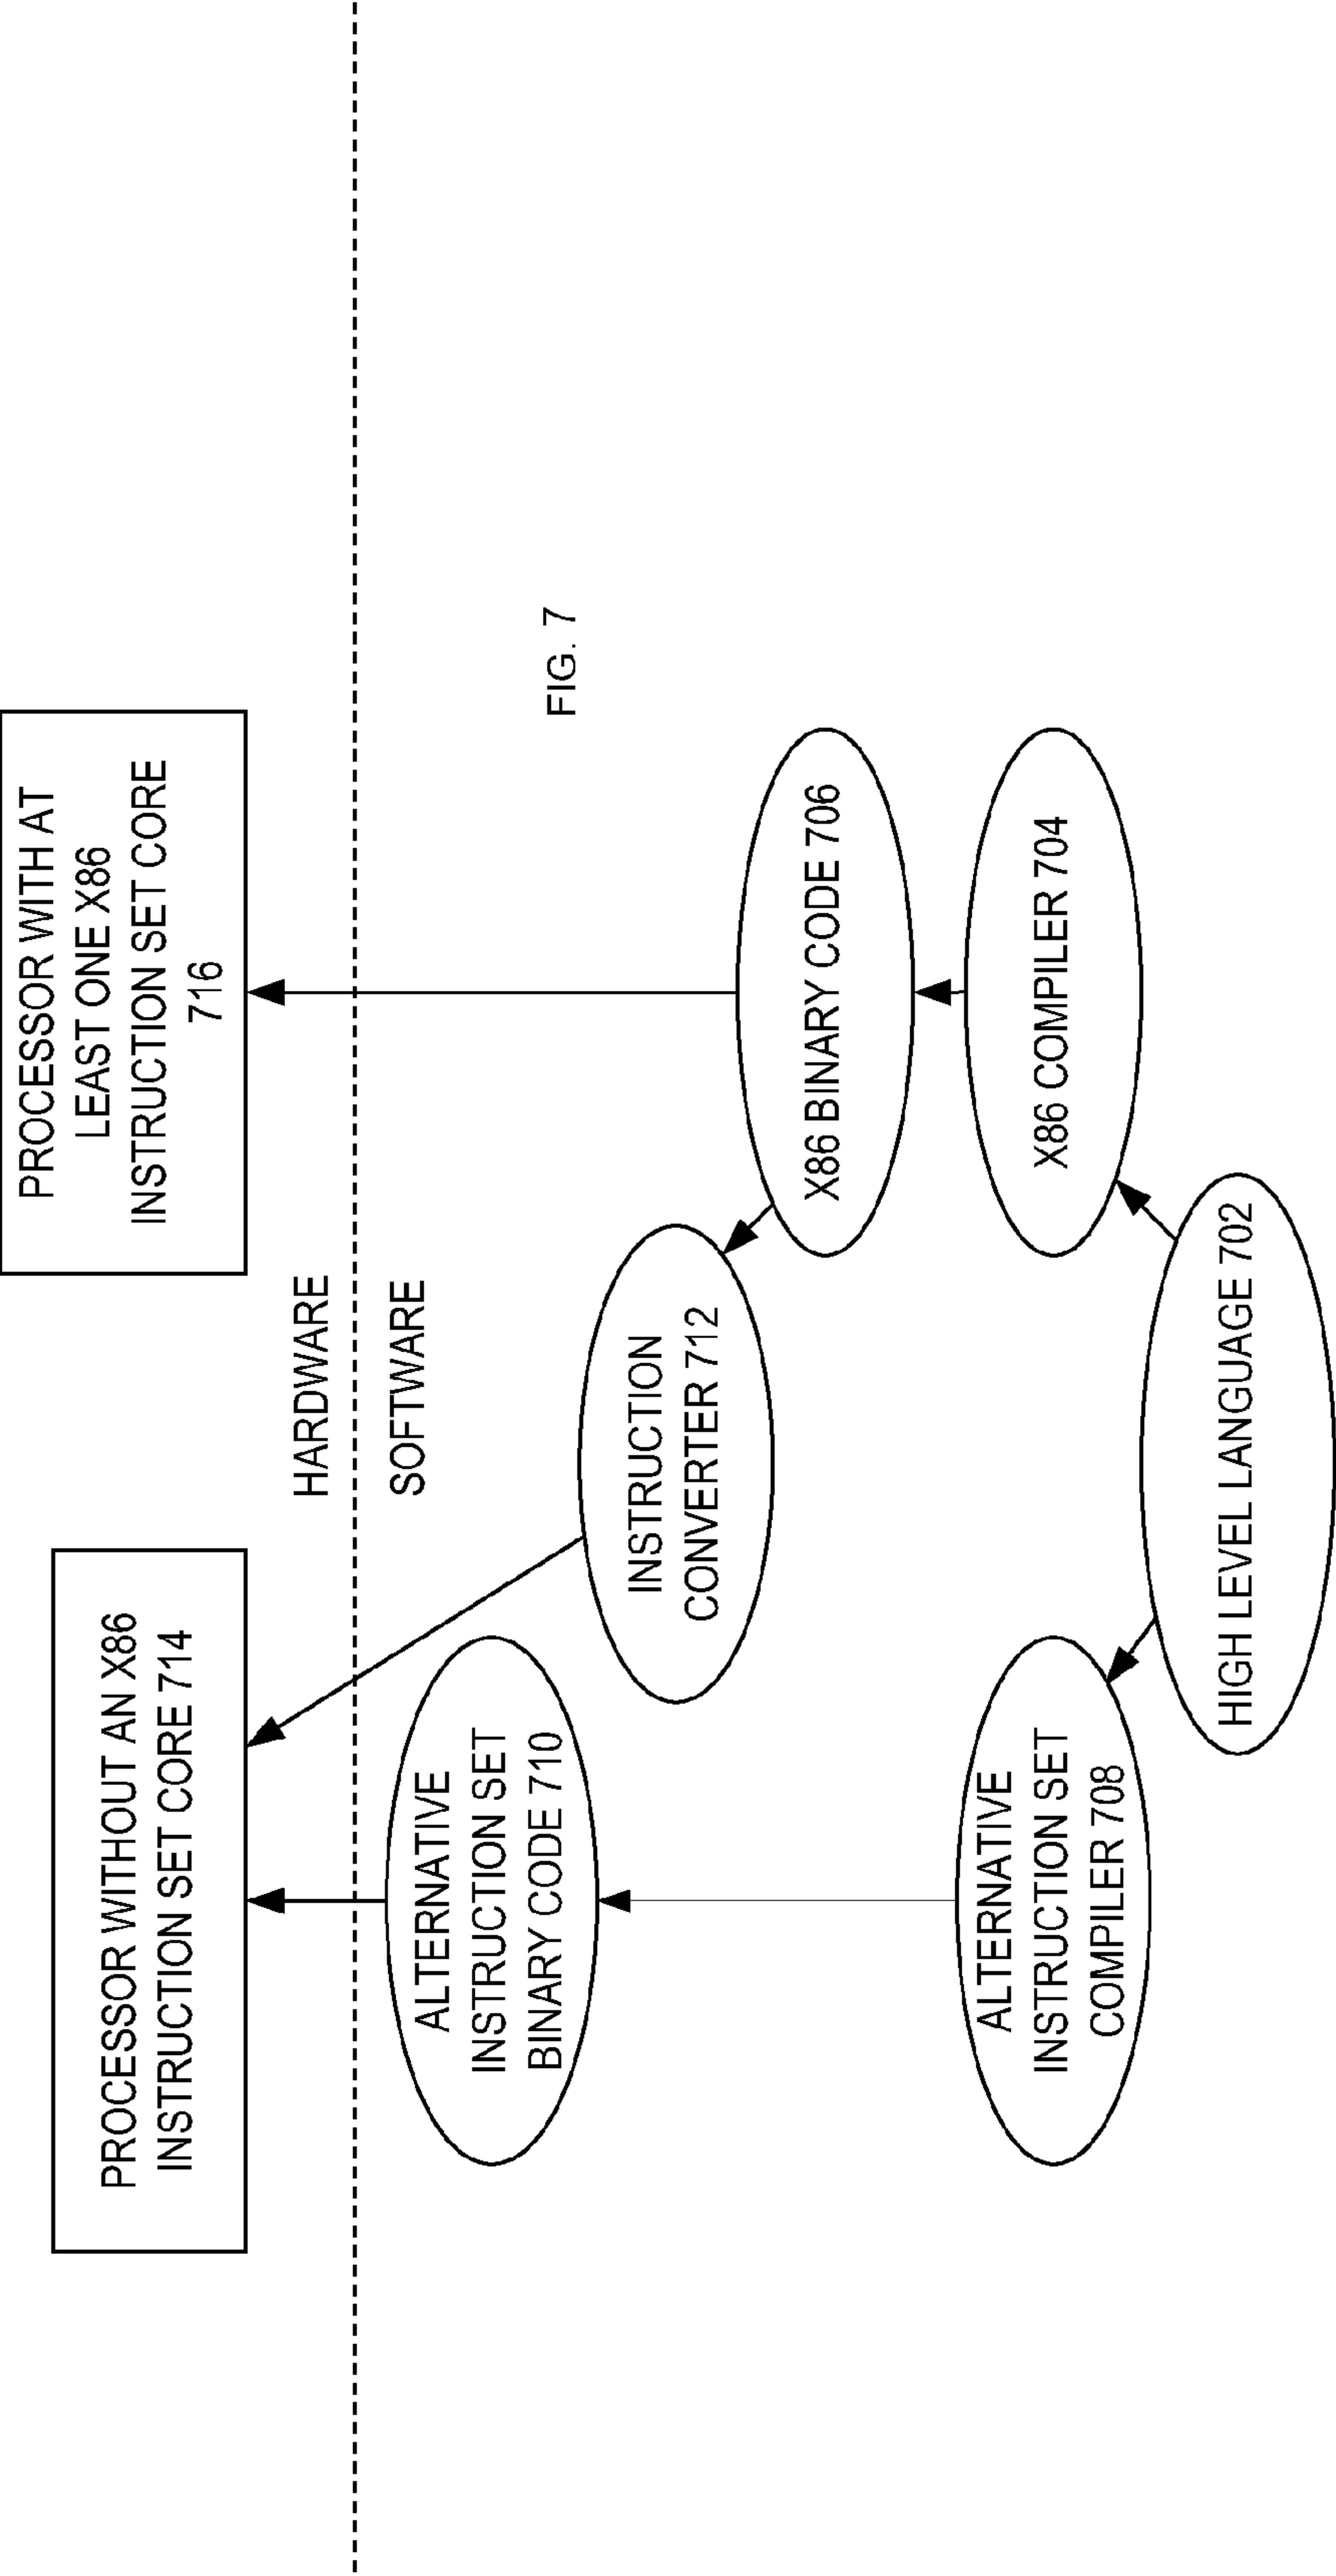 PROCESSOR WITHOUT AN X86
INSTRUCTION SET CORE 714
PROCESSOR WITH AT
LEAST ONE X86
INSTRUCTION SET CORE
716
HARDWARE
SOFTWARE
ALTERNATIVE
INSTRUCTION SET
BINARY CODE 710
INSTRUCTION
CONVERTER 712
FIG. 7
X86 BINARY CODE 706
ALTERNATIVE
INSTRUCTION SET
COMPILER 708
X86 COMPILER 704
HIGH LEVEL LANGUAGE 702